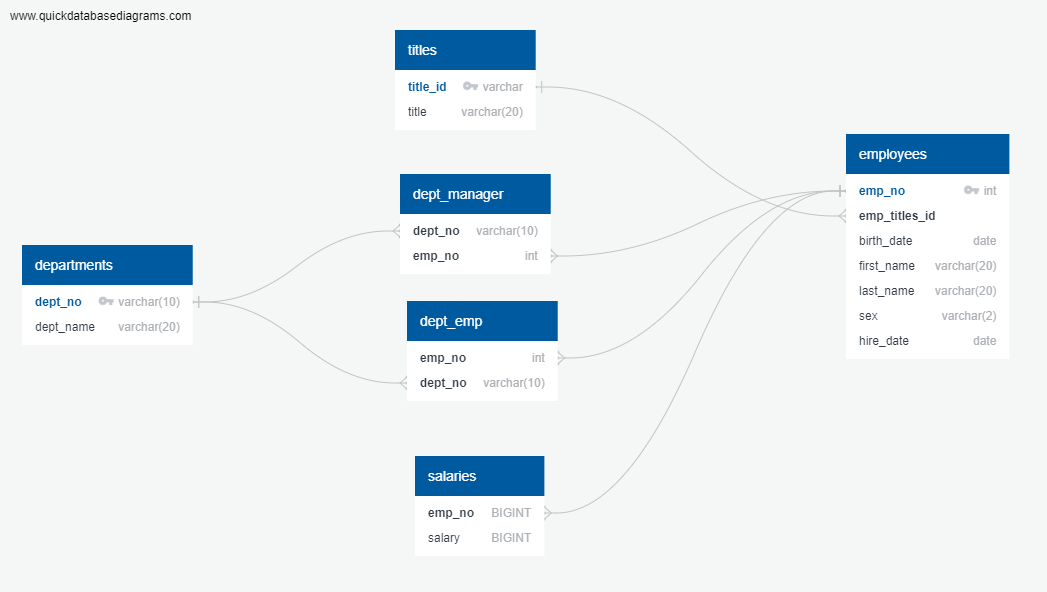 www.quickdatabasediagrams.com
titles
title_id varchar
title varchar(20)
dept_manager
dept_no varchar(10)
emp_no int
departments
dept_no varchar(10)
dept_name varchar(20)
dept_emp
emp_no int
dept_no varchar(10)
salaries
emp_no BIGINT
salary BIGINT
employees
emp_no int
emp_titles_id
birth_date date
first_name varchar(20)
last_name varchar(20)
sex varchar(2)
hire_date date